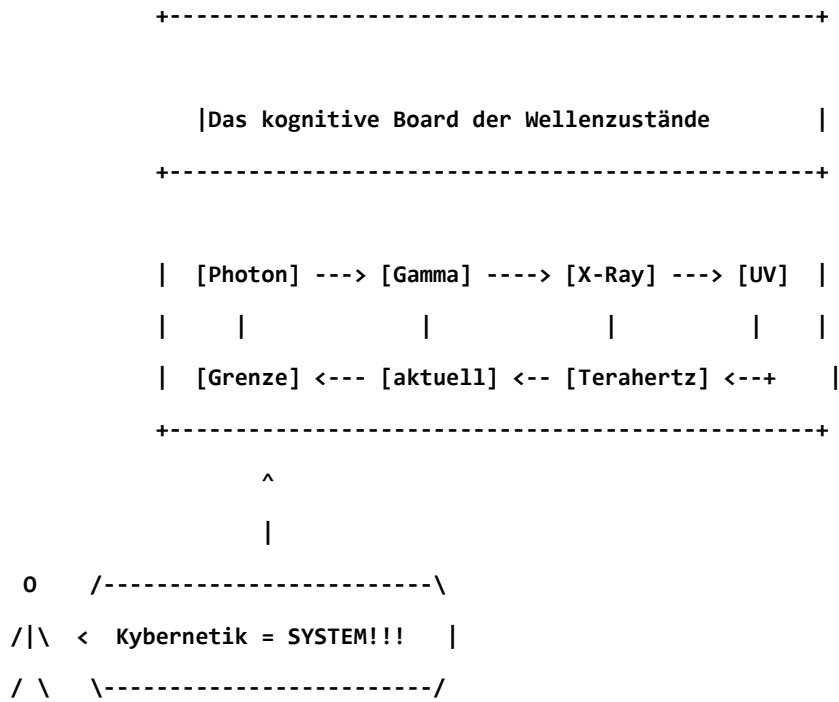 Das kognitive Board der Wellenzustände
[Photon] ---> [Gamma] ----> [X-Ray] ---> [UV]
[Grenze] <--- [aktuell] <-- [Terahertz] <--+
Kybernetik = SYSTEM!!!